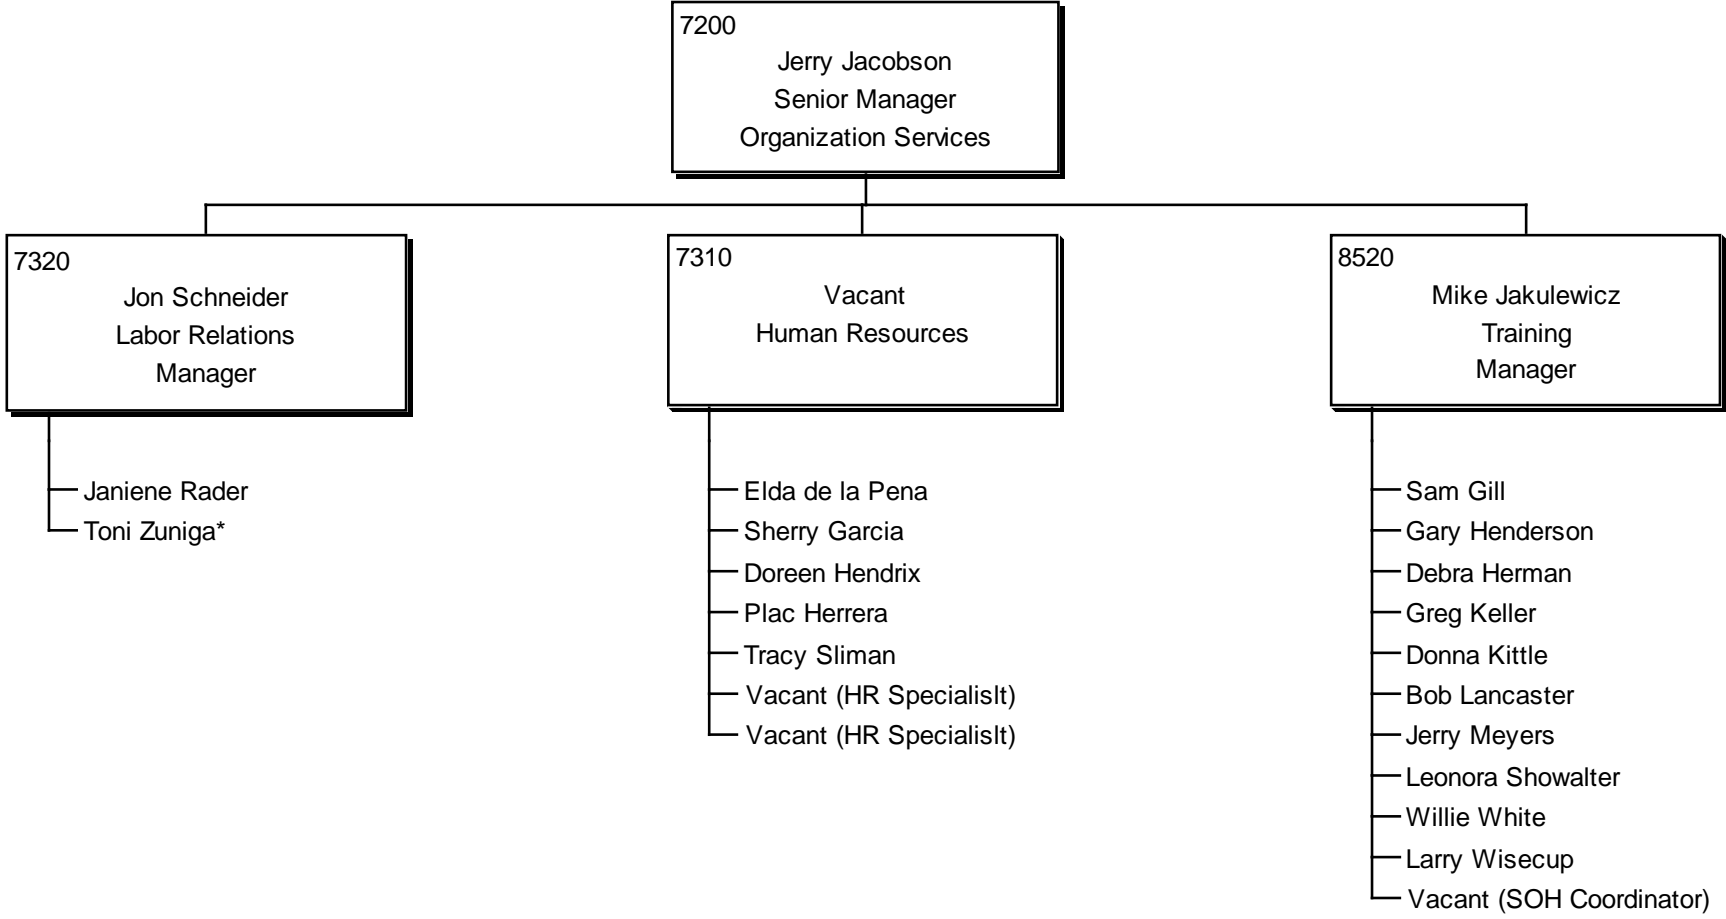 7200
Jerry Jacobson
Senior Manager
Organization Services
7320
Jon Schneider
Labor Relations
Manager
Janiene Rader
Toni Zuniga*
7310
Vacant
Human Resources
Elda de la Pena
Sherry Garcia
Doreen Hendrix
Plac Herrera
Tracy Sliman
Vacant (HR Specialislt)
Vacant (HR Specialislt)
8520
Mike Jakulewicz
Training
Manager
Sam Gill
Gary Henderson
Debra Herman
Greg Keller
Donna Kittle
Bob Lancaster
Jerry Meyers
Leonora Showalter
Willie White
Larry Wisecup
Vacant (SOH Coordinator)